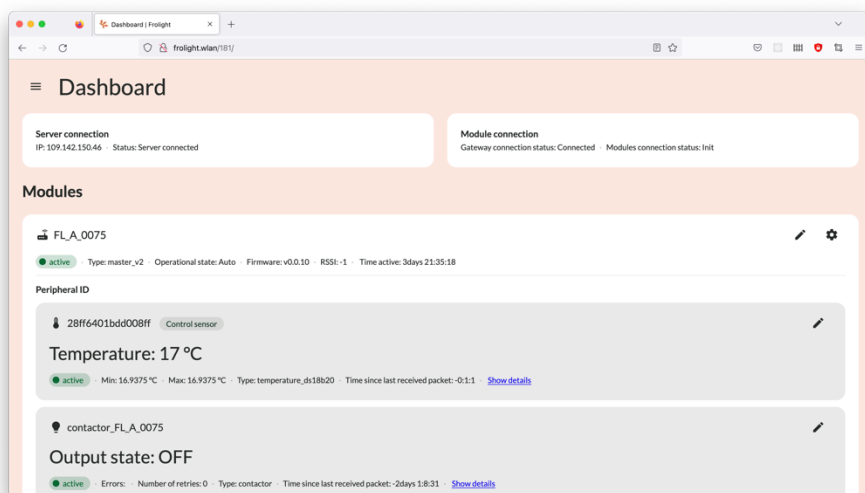 Dashboard | Frolight
frolight.wlan/181/
Dashboard
Server connection
IP: 109.142.150.46 · Status: Server connected
Module connection
Gateway connection status: Connected · Modules connection status: Init
Modules
FL_A_0075
active · Type: master_v2 · Operational state: Auto · Firmware: v0.0.10 · RSSI: -1 · Time active: 3days 21:35:18
Peripheral ID
28ff6401bdd008ff Control sensor
Temperature: 17 °C
active · Min: 16.9375 °C · Max: 16.9375 °C · Type: temperature_ds18b20 · Time since last received packet: -0:1:1 · Show details
contactor_FL_A_0075
Output state: OFF
active · Errors: · Number of retries: 0 · Type: contactor · Time since last received packet: -2days 1:8:31 · Show details